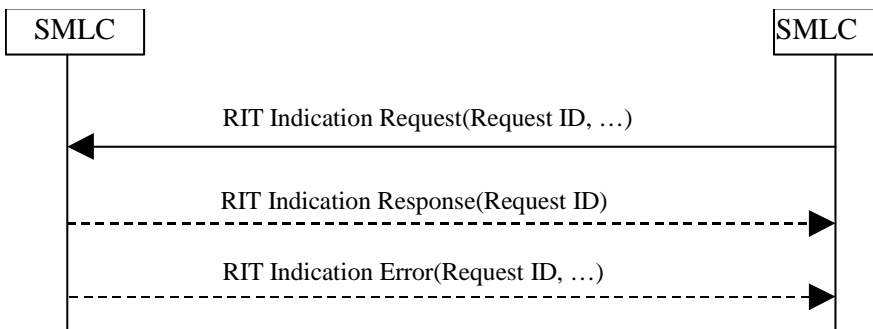 SMLC
SMLC
RIT Indication Request(Request ID, …)
RIT Indication Response(Request ID)
RIT Indication Error(Request ID, …)